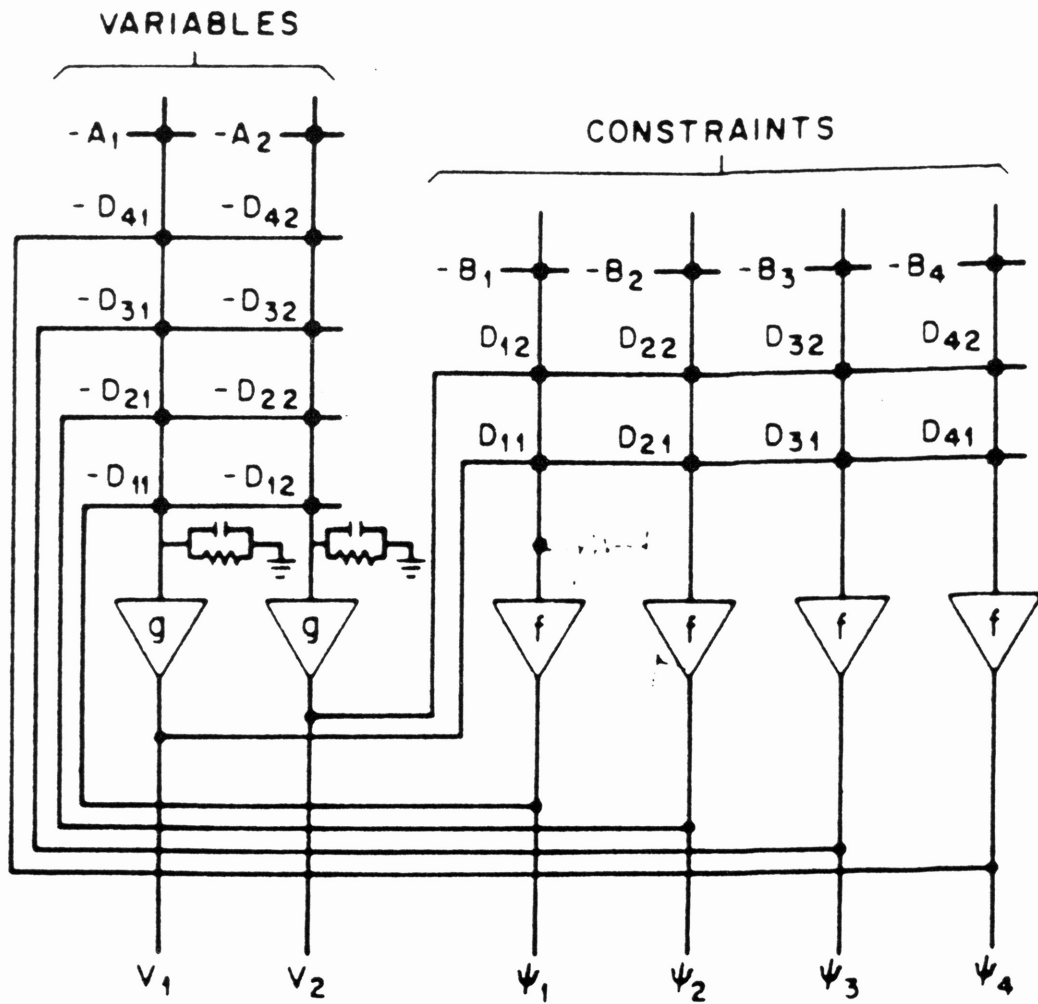 VARIABLES
CONSTRAINTS
-A₁ -A₂
-D₄₁ -D₄₂
-B₁ -B₂ -B₃ -B₄
-D₃₁ -D₃₂
D₁₂ D₂₂ D₃₂ D₄₂
-D₂₁ -D₂₂
D₁₁ D₂₁ D₃₁ D₄₁
-D₁₁ -D₁₂
g g f f f f
V₁ V₂ Ψ₁ Ψ₂ Ψ₃ Ψ₄